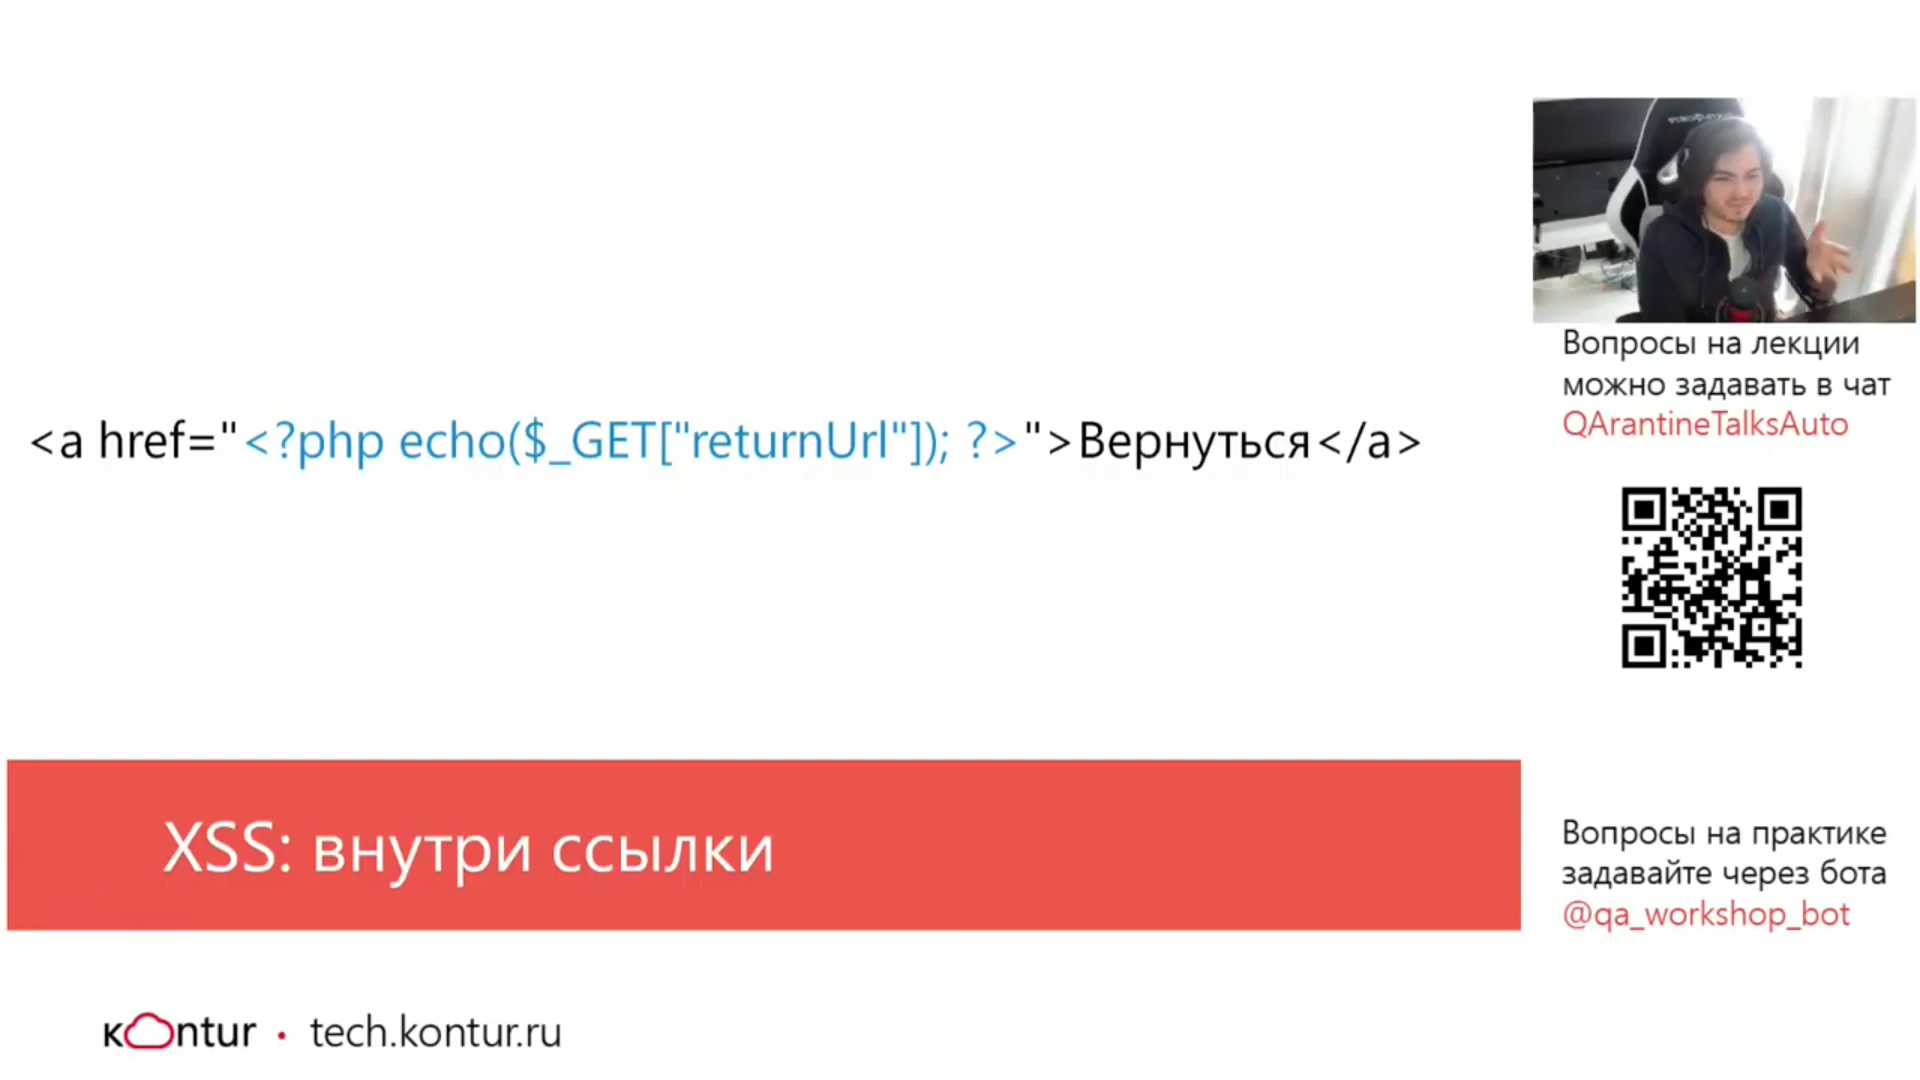 <a href="<?php echo($_GET["returnUrl"]); ?>">Вернуться</a>
XSS: внутри ссылки
kontur · tech.kontur.ru
Вопросы на лекции
можно задавать в чат
QArantineTalksAuto
Вопросы на практике
задавайте через бота
@qa_workshop_bot